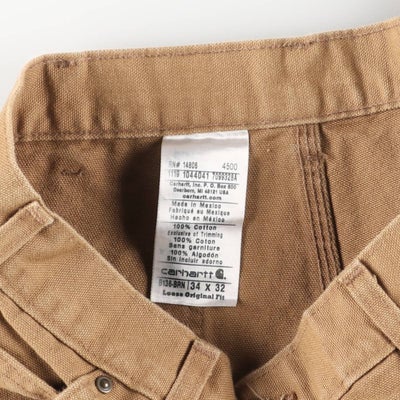 RN# 14806 4500
1139 1044041 7099328A
Carhartt, Inc. P.O. Box 600
Dearborn, MI 48121 USA
carhartt.com
Made in Mexico
Fabriqué au Mexique
Hecho en México
100% Cotton
Exclusive of Trimming
100% Coton
Sans garniture
100% Algodón
Sin incluir adorno
carhartt
B136-BRN 34 X 32
Loose Original Fit